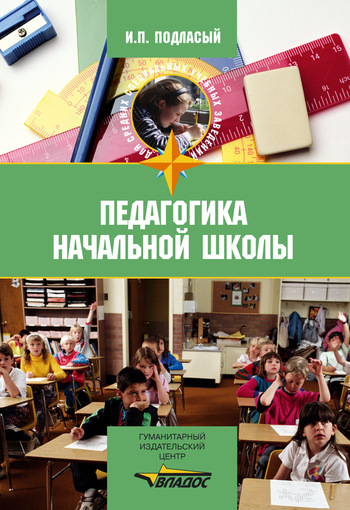 И.П. ПОДЛАСЫЙ
ДЛЯ СРЕДНИХ СПЕЦИАЛЬНЫХ УЧЕБНЫХ ЗАВЕДЕНИЙ
ПЕДАГОГИКА
НАЧАЛЬНОЙ ШКОЛЫ
ГУМАНИТАРНЫЙ
ИЗДАТЕЛЬСКИЙ
ЦЕНТР
ВЛАДОС